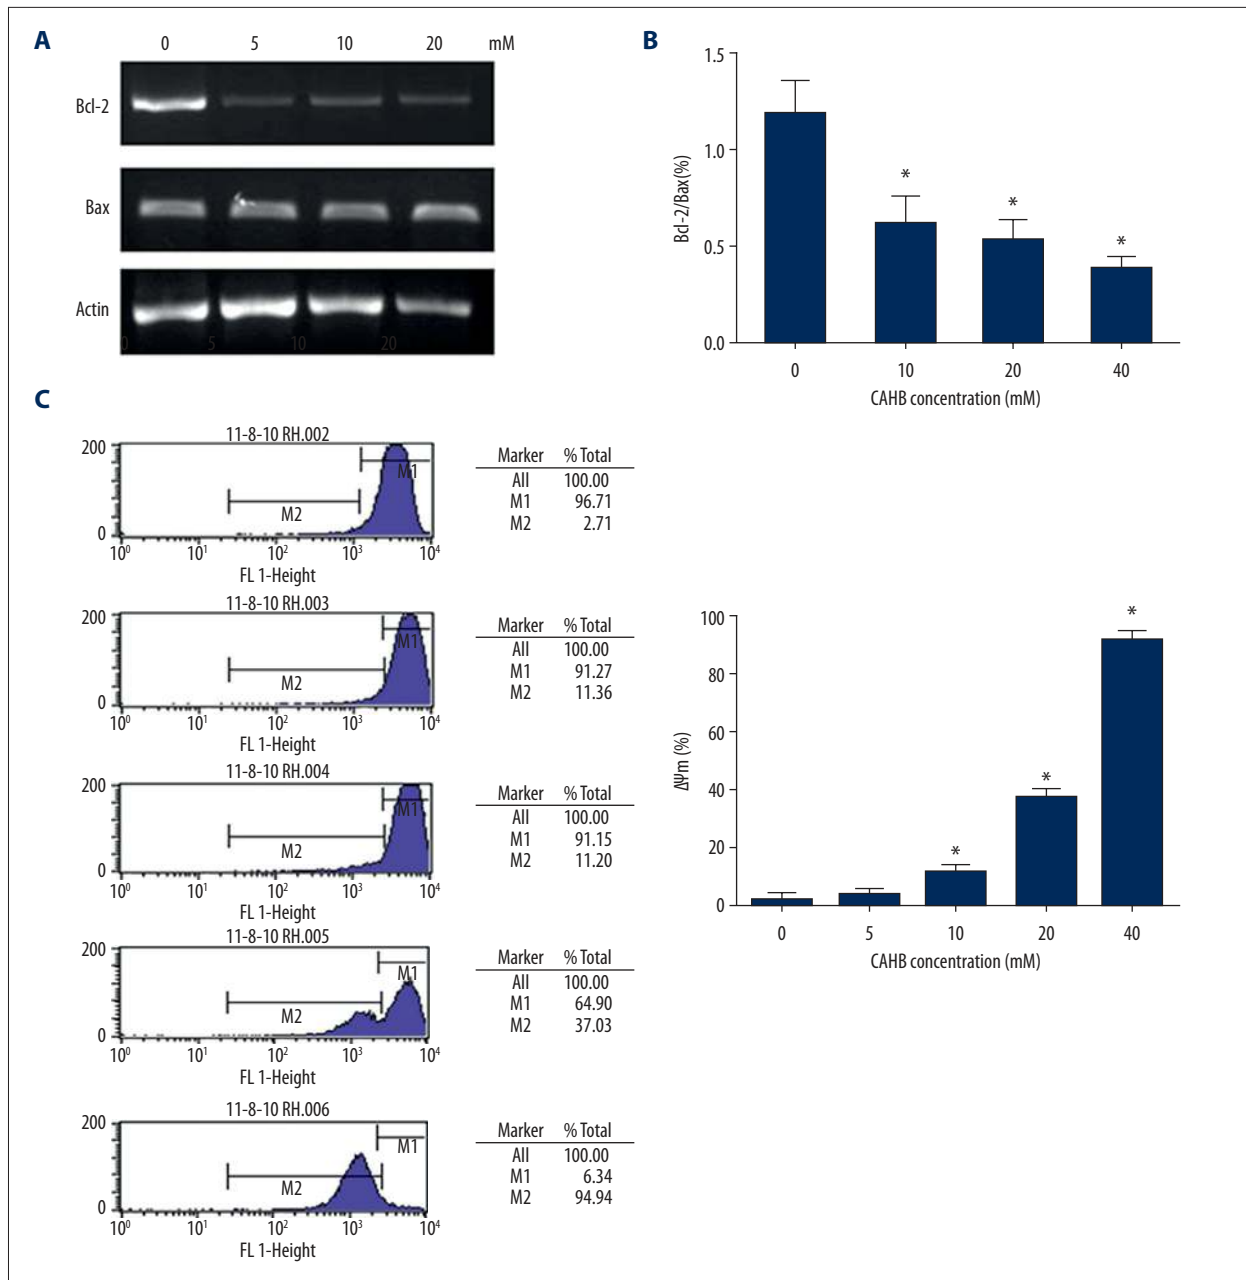 A
0 5 10 20 mM
Bcl-2
Bax
Actin
0 5 10 20
B
1.5
1.0
0.5
0.0
Bcl-2/Bax(%)
* * *
0 10 20 40
CAHB concentration (mM)
C
11-8-10 RH.002
200
0
M1
M2
10⁰ 10¹ 10² 10³ 10⁴
FL 1-Height
Marker % Total
All 100.00
M1 96.71
M2 2.71
11-8-10 RH.003
200
0
M1
M2
10⁰ 10¹ 10² 10³ 10⁴
FL 1-Height
Marker % Total
All 100.00
M1 91.27
M2 11.36
11-8-10 RH.004
200
0
M1
M2
10⁰ 10¹ 10² 10³ 10⁴
FL 1-Height
Marker % Total
All 100.00
M1 91.15
M2 11.20
11-8-10 RH.005
200
0
M1
M2
10⁰ 10¹ 10² 10³ 10⁴
FL 1-Height
Marker % Total
All 100.00
M1 64.90
M2 37.03
11-8-10 RH.006
200
0
M1
M2
10⁰ 10¹ 10² 10³ 10⁴
FL 1-Height
Marker % Total
All 100.00
M1 6.34
M2 94.94
100
80
60
40
20
0
ΔΨm (%)
* * *
0 5 10 20 40
CAHB concentration (mM)